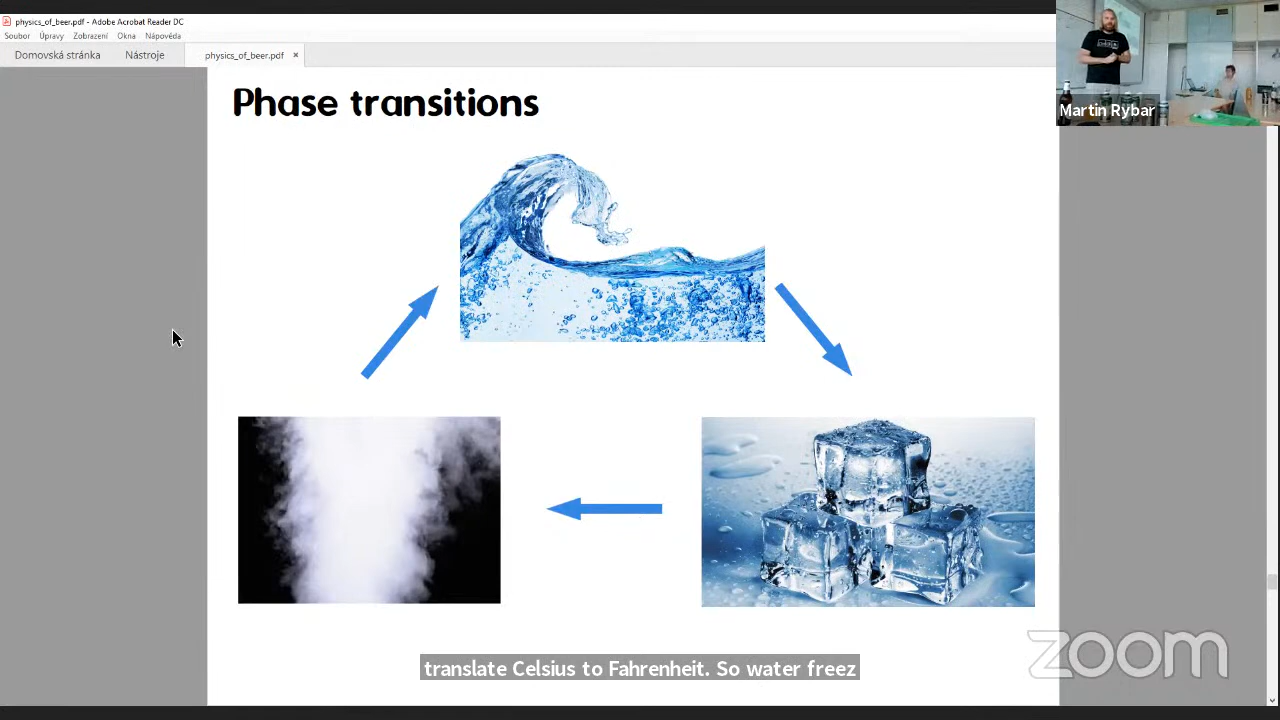 physics_of_beer.pdf - Adobe Acrobat Reader DC
Soubor Úpravy Zobrazení Okna Nápověda
Domovská stránka Nástroje physics_of_beer.pdf ×
Phase transitions
Martin Rybar
translate Celsius to Fahrenheit. So water freez
zoom